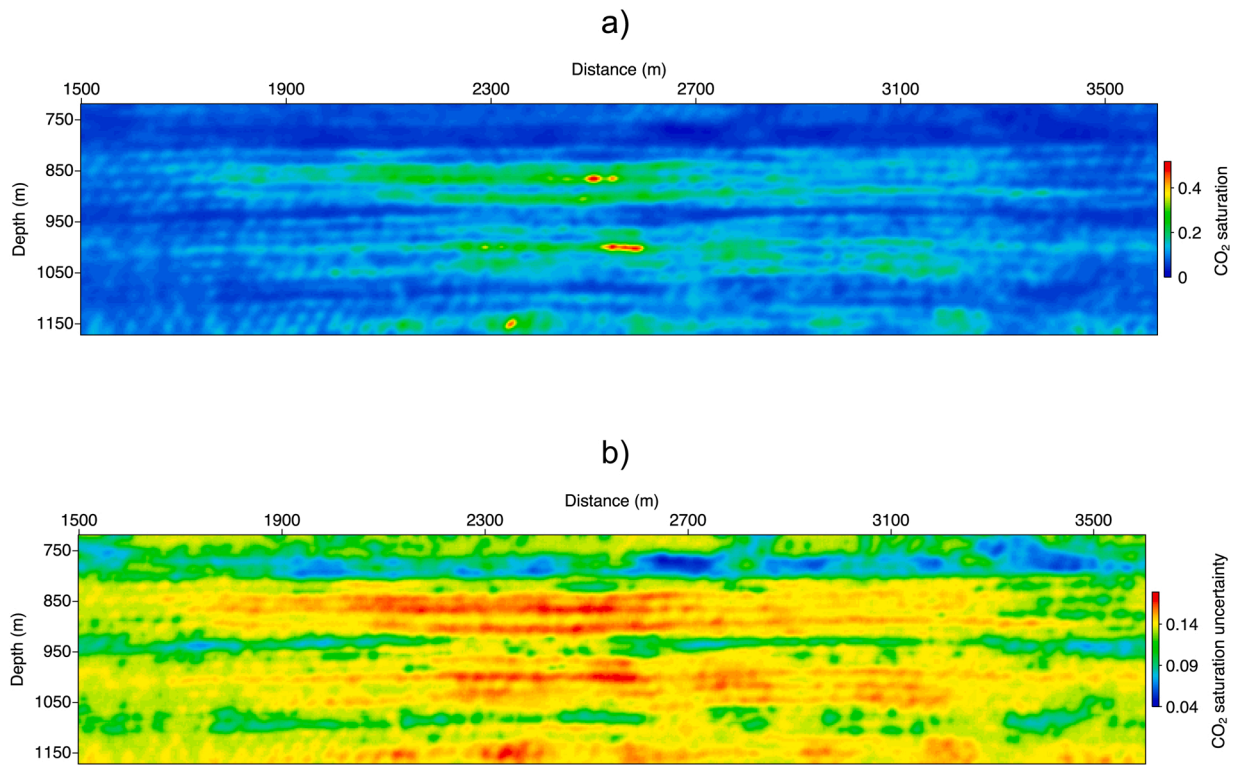 a)
Distance (m)
1500 1900 2300 2700 3100 3500
750
850
950
1050
1150
Depth (m)
0.4
0.2
0
CO2 saturation
b)
Distance (m)
1500 1900 2300 2700 3100 3500
750
850
950
1050
1150
Depth (m)
0.14
0.09
0.04
CO2 saturation uncertainty